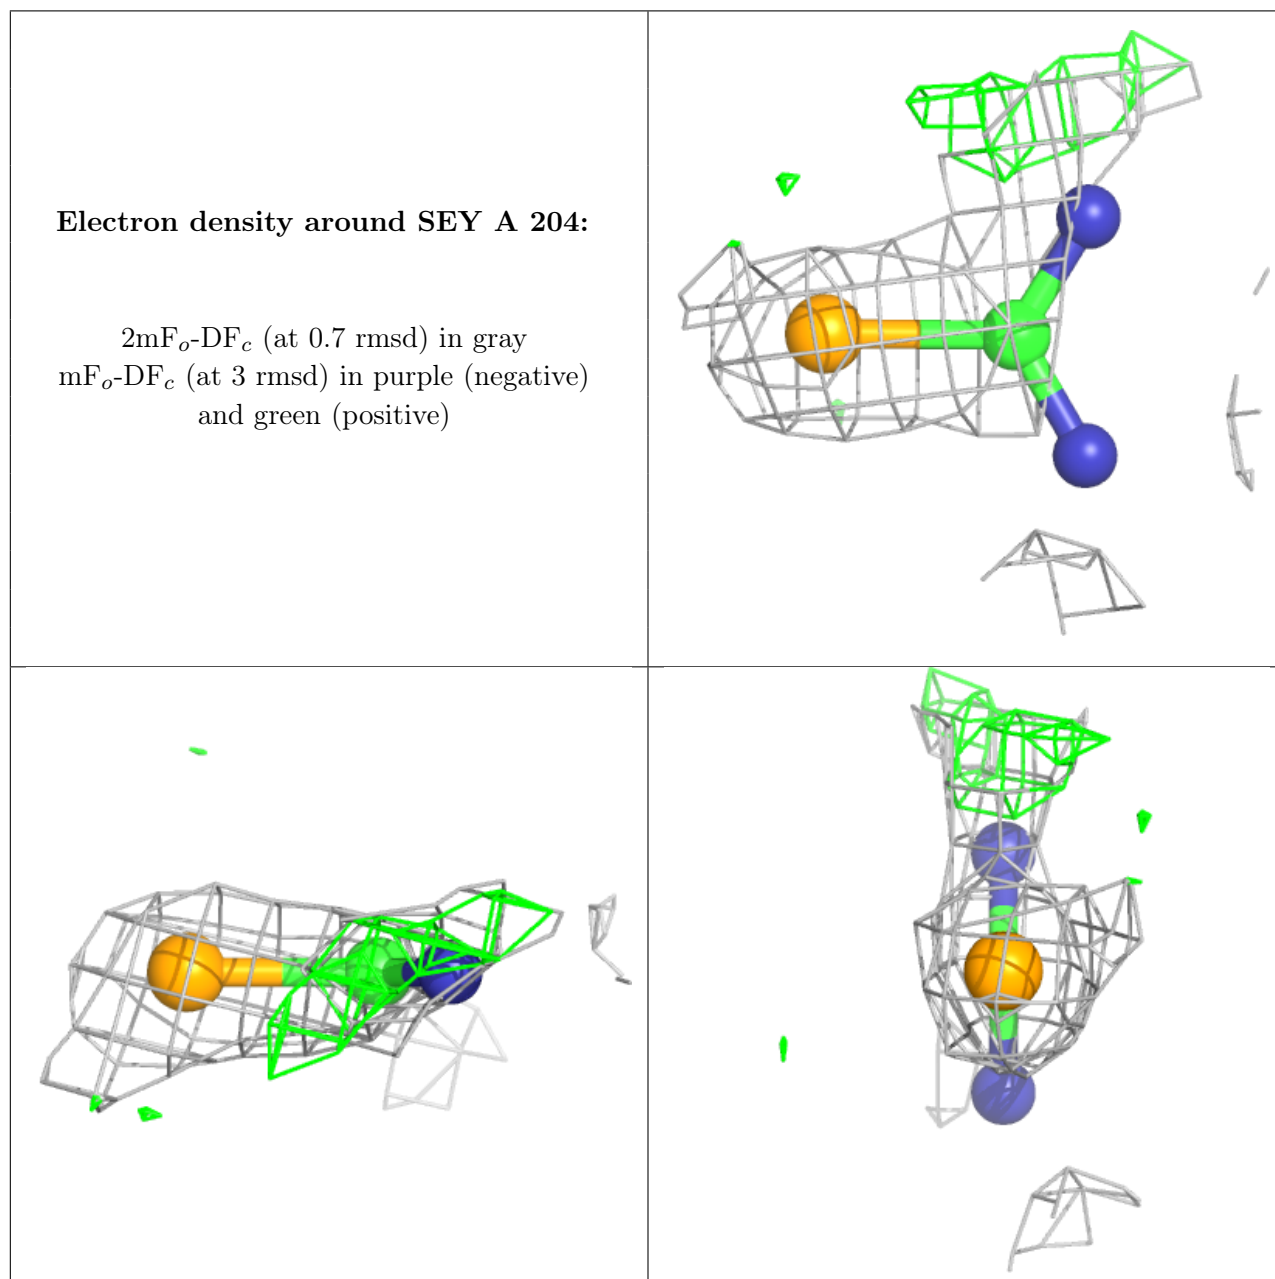 Electron density around SEY A 204:
2mFₒ-DF𝒸 (at 0.7 rmsd) in gray
mFₒ-DF𝒸 (at 3 rmsd) in purple (negative)
and green (positive)